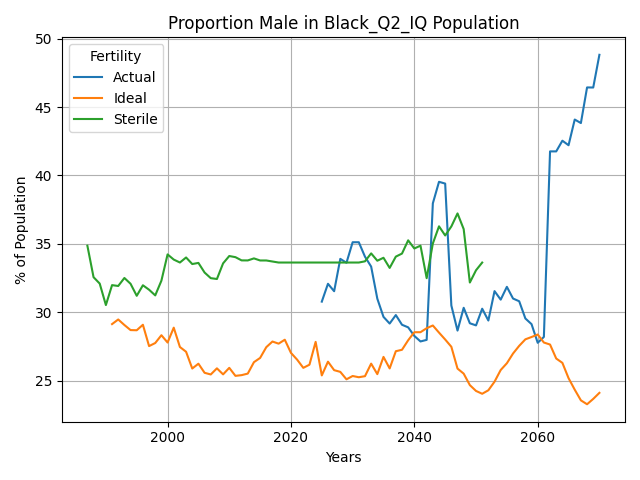 Proportion Male in Black_Q2_IQ Population
50
45
40
35
30
25
% of Population
Fertility
Actual
Ideal
Sterile
2000
2020
2040
2060
Years